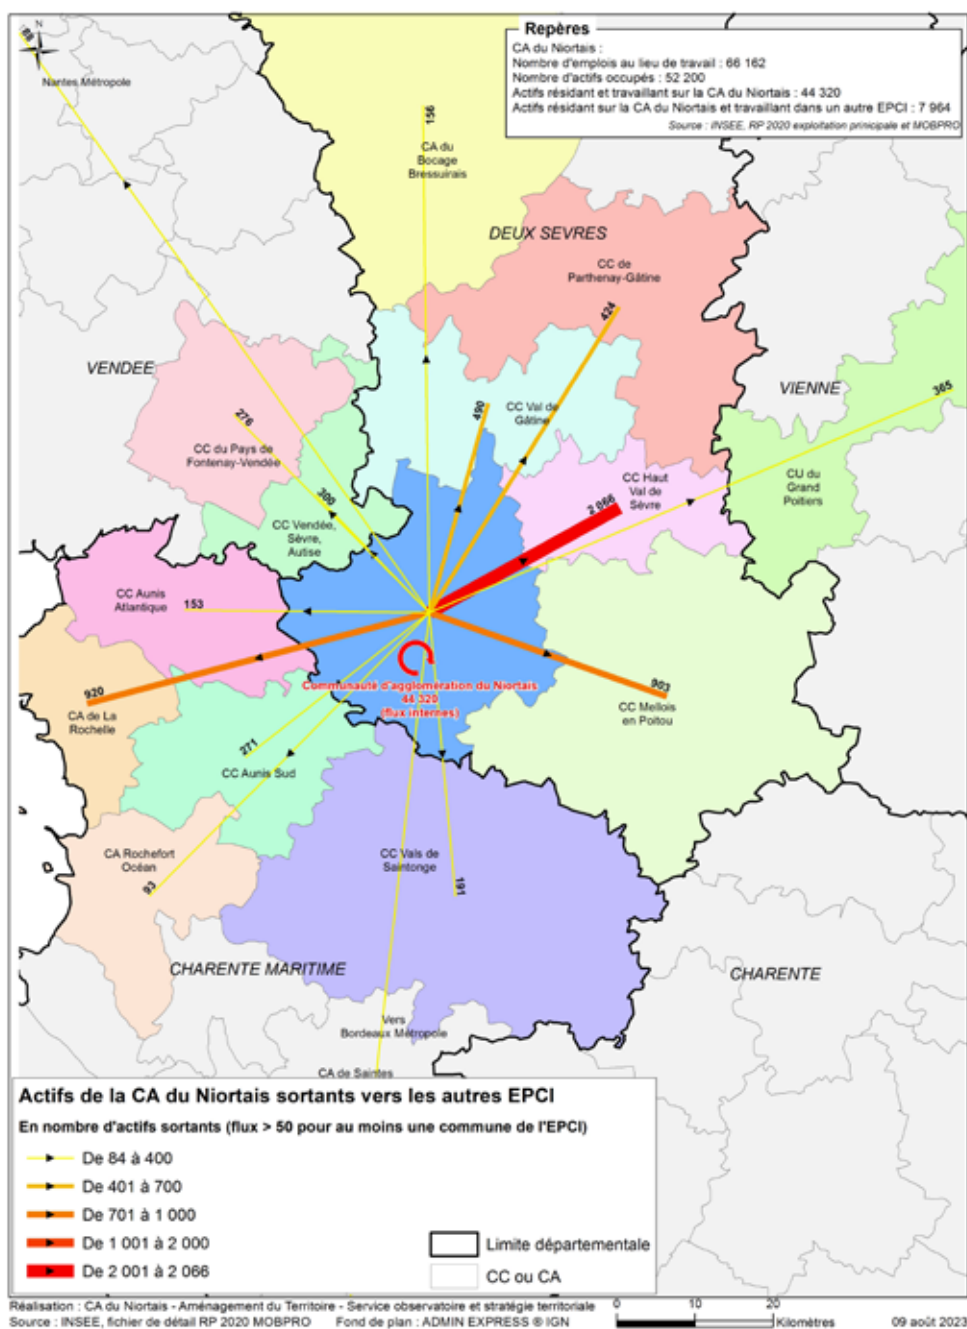 Repères
CA du Niortais :
Nombre d'emplois au lieu de travail : 66 162
Nombre d'actifs occupés : 52 200
Actifs résidant et travaillant sur la CA du Niortais : 44 320
Actifs résidant sur la CA du Niortais et travaillant dans un autre EPCI : 7 964
Source : INSEE, RP 2020 exploitation prinicipale et MOBPRO
N
88
Nantes Métropole
156
CA du
Bocage
Bressuirais
DEUX SEVRES
CC de
Parthenay-Gâtine
424
VENDEE
VIENNE
365
276
490
CC Val de
Gâtine
CC du Pays de
Fontenay-Vendée
CC Haut
Val de
Sèvre
CU du
Grand
Poitiers
300
2 066
CC Vendée,
Sèvre,
Autise
CC Aunis
Atlantique
153
Communauté d'agglomération du Niortais
44 320
(flux internes)
920
903
CA de La
Rochelle
CC Mellois
en Poitou
271
CC Aunis Sud
CA Rochefort
Océan
CC Vals de
Saintonge
93
191
CHARENTE MARITIME
CHARENTE
Vers
Bordeaux Métropole
CA de Saintes
Actifs de la CA du Niortais sortants vers les autres EPCI
En nombre d'actifs sortants (flux > 50 pour au moins une commune de l'EPCI)
De 84 à 400
De 401 à 700
De 701 à 1 000
De 1 001 à 2 000
De 2 001 à 2 066
Limite départementale
CC ou CA
Réalisation : CA du Niortais - Aménagement du Territoire - Service observatoire et stratégie territoriale
Source : INSEE, fichier de détail RP 2020 MOBPRO Fond de plan : ADMIN EXPRESS ® IGN
0 10 20
Kilomètres
09 août 2023